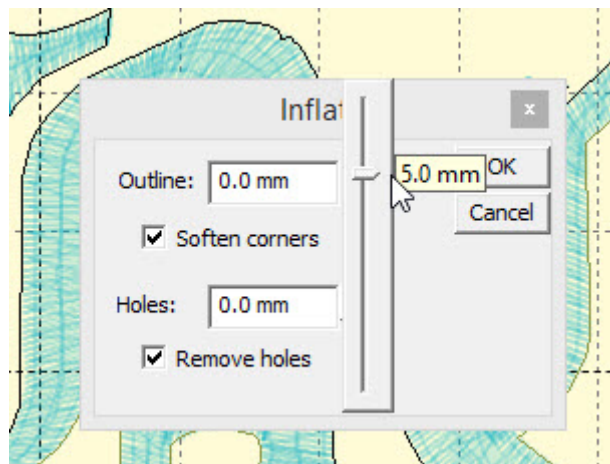 Inflat
x
Outline: 0.0 mm
5.0 mm OK
Soften corners
Cancel
Holes: 0.0 mm
Remove holes